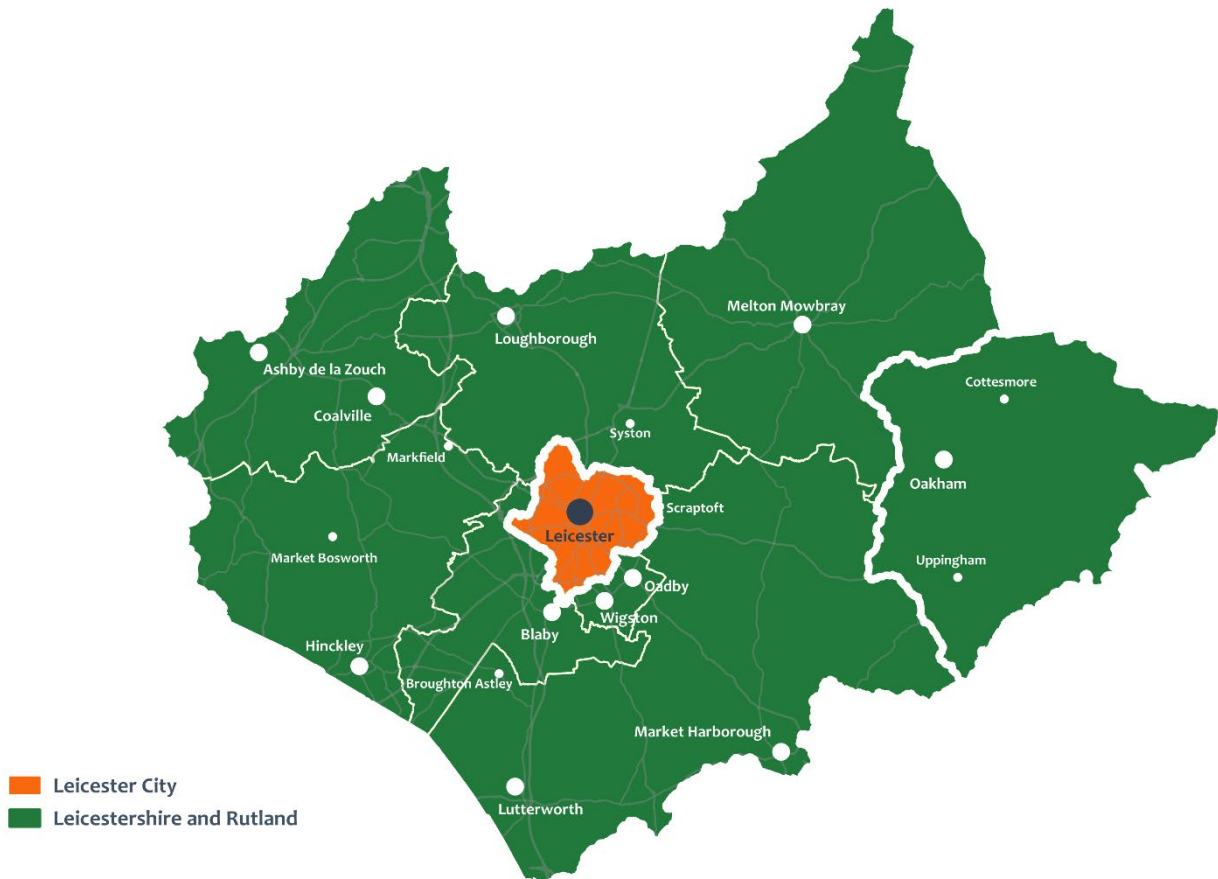 Melton Mowbray
Loughborough
Ashby de la Zouch
Cottesmore
Coalville
Syston
Markfield
Oakham
Scraptoft
Leicester
Market Bosworth
Uppingham
Oadby
Wigston
Blaby
Hinckley
Broughton Astley
Market Harborough
Leicester City
Lutterworth
Leicestershire and Rutland